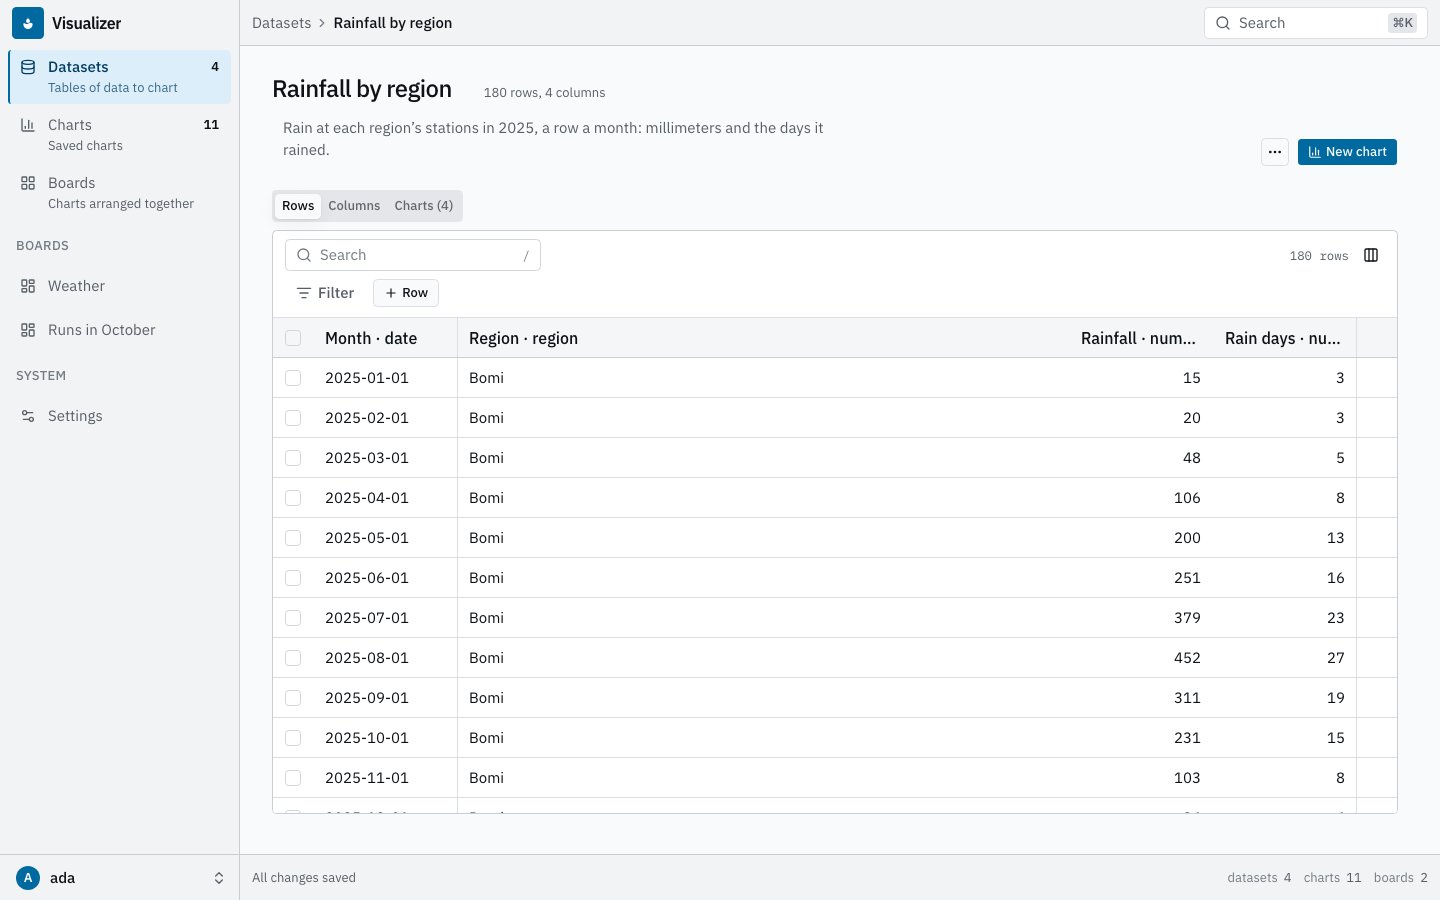 Visualizer
Datasets 4
Tables of data to chart
Charts 11
Saved charts
Boards
Charts arranged together
BOARDS
Weather
Runs in October
SYSTEM
Settings
A ada
Datasets > Rainfall by region
Search ⌘K
Rainfall by region 180 rows, 4 columns
Rain at each region’s stations in 2025, a row a month: millimeters and the days it
rained.
... New chart
Rows Columns Charts (4)
Search /
180 rows
Filter + Row
Month · date Region · region Rainfall · num... Rain days · nu...
2025-01-01 Bomi 15 3
2025-02-01 Bomi 20 3
2025-03-01 Bomi 48 5
2025-04-01 Bomi 106 8
2025-05-01 Bomi 200 13
2025-06-01 Bomi 251 16
2025-07-01 Bomi 379 23
2025-08-01 Bomi 452 27
2025-09-01 Bomi 311 19
2025-10-01 Bomi 231 15
2025-11-01 Bomi 103 8
All changes saved
datasets 4 charts 11 boards 2